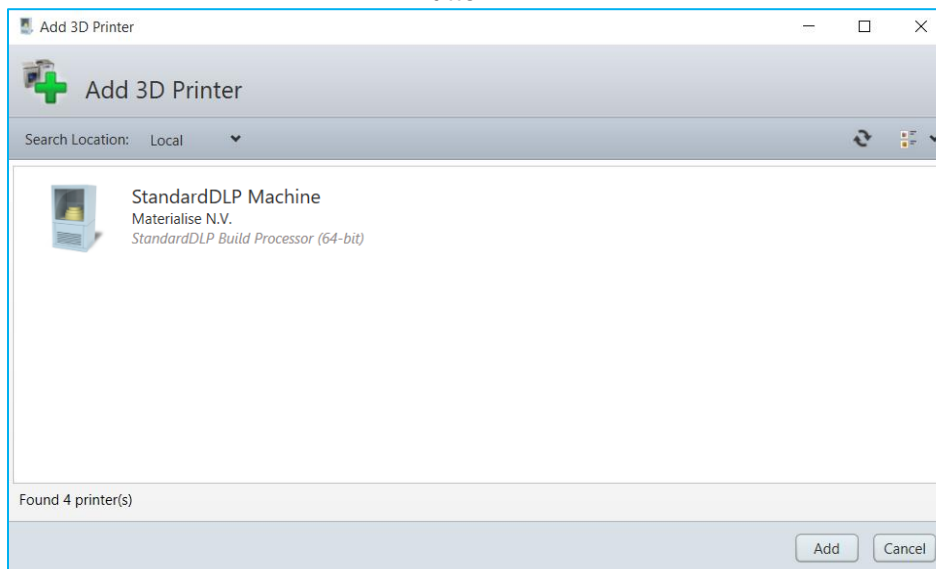 Add 3D Printer
Add 3D Printer
Search Location: Local
StandardDLP Machine
Materialise N.V.
StandardDLP Build Processor (64-bit)
Found 4 printer(s)
Add Cancel